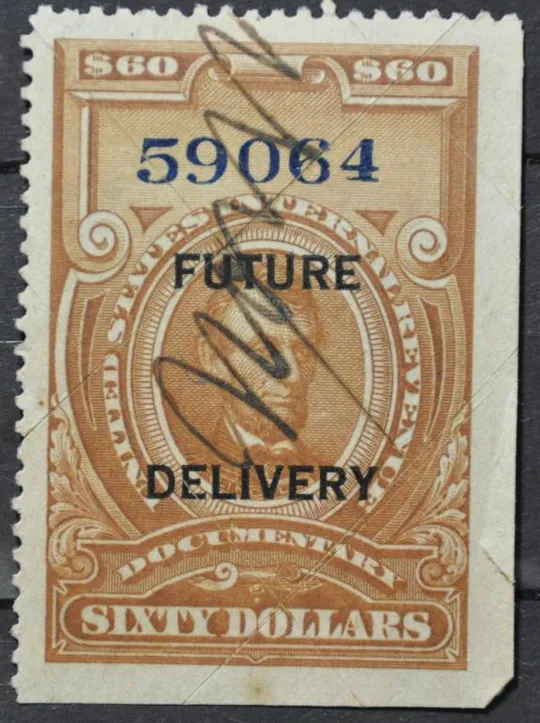 $60 $60
59064
UNITED STATES INTERNAL REVENUE
FUTURE
DELIVERY
DOCUMENTARY
SIXTY DOLLARS